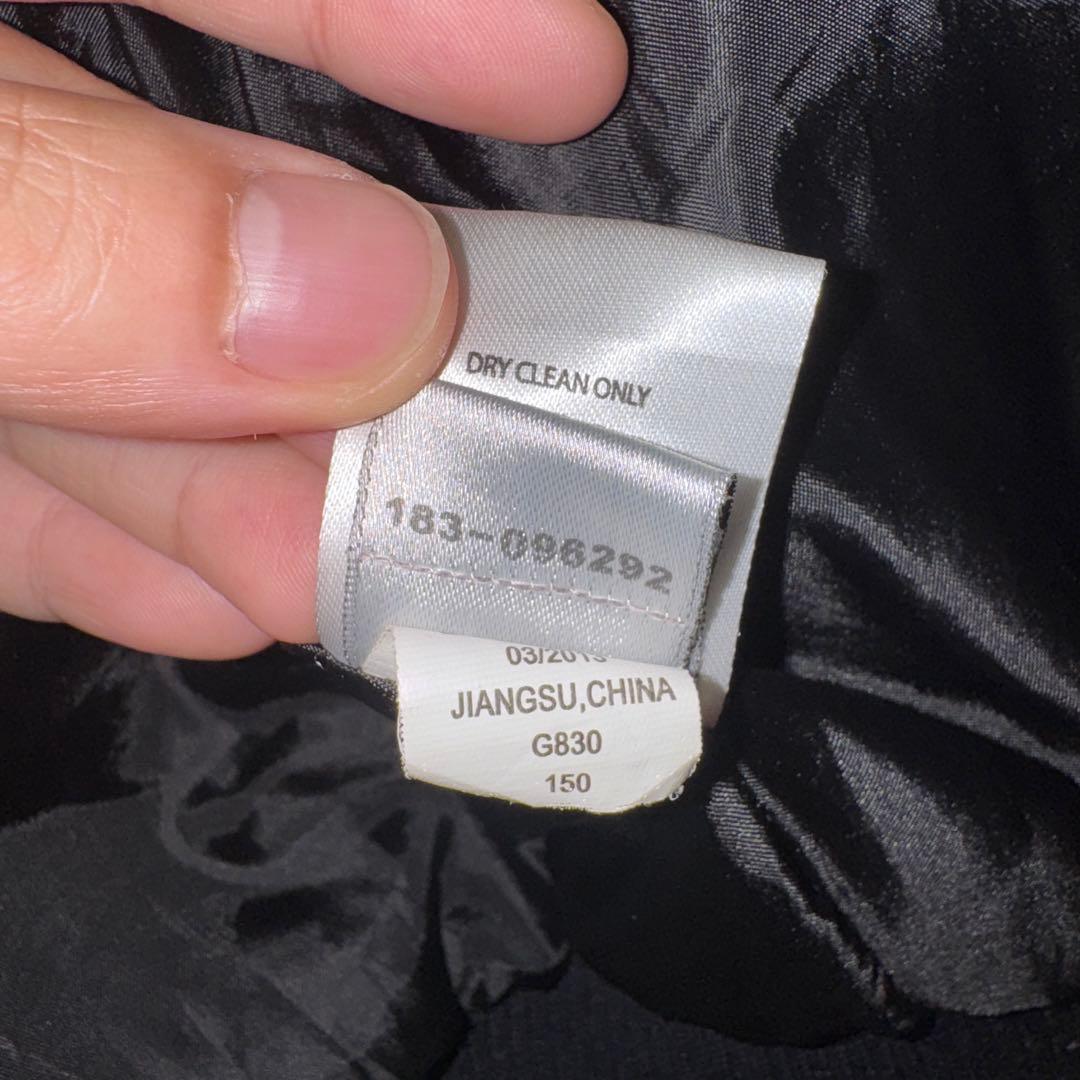 DRY CLEAN ONLY
183-096292
JIANGSU,CHINA
G830
150